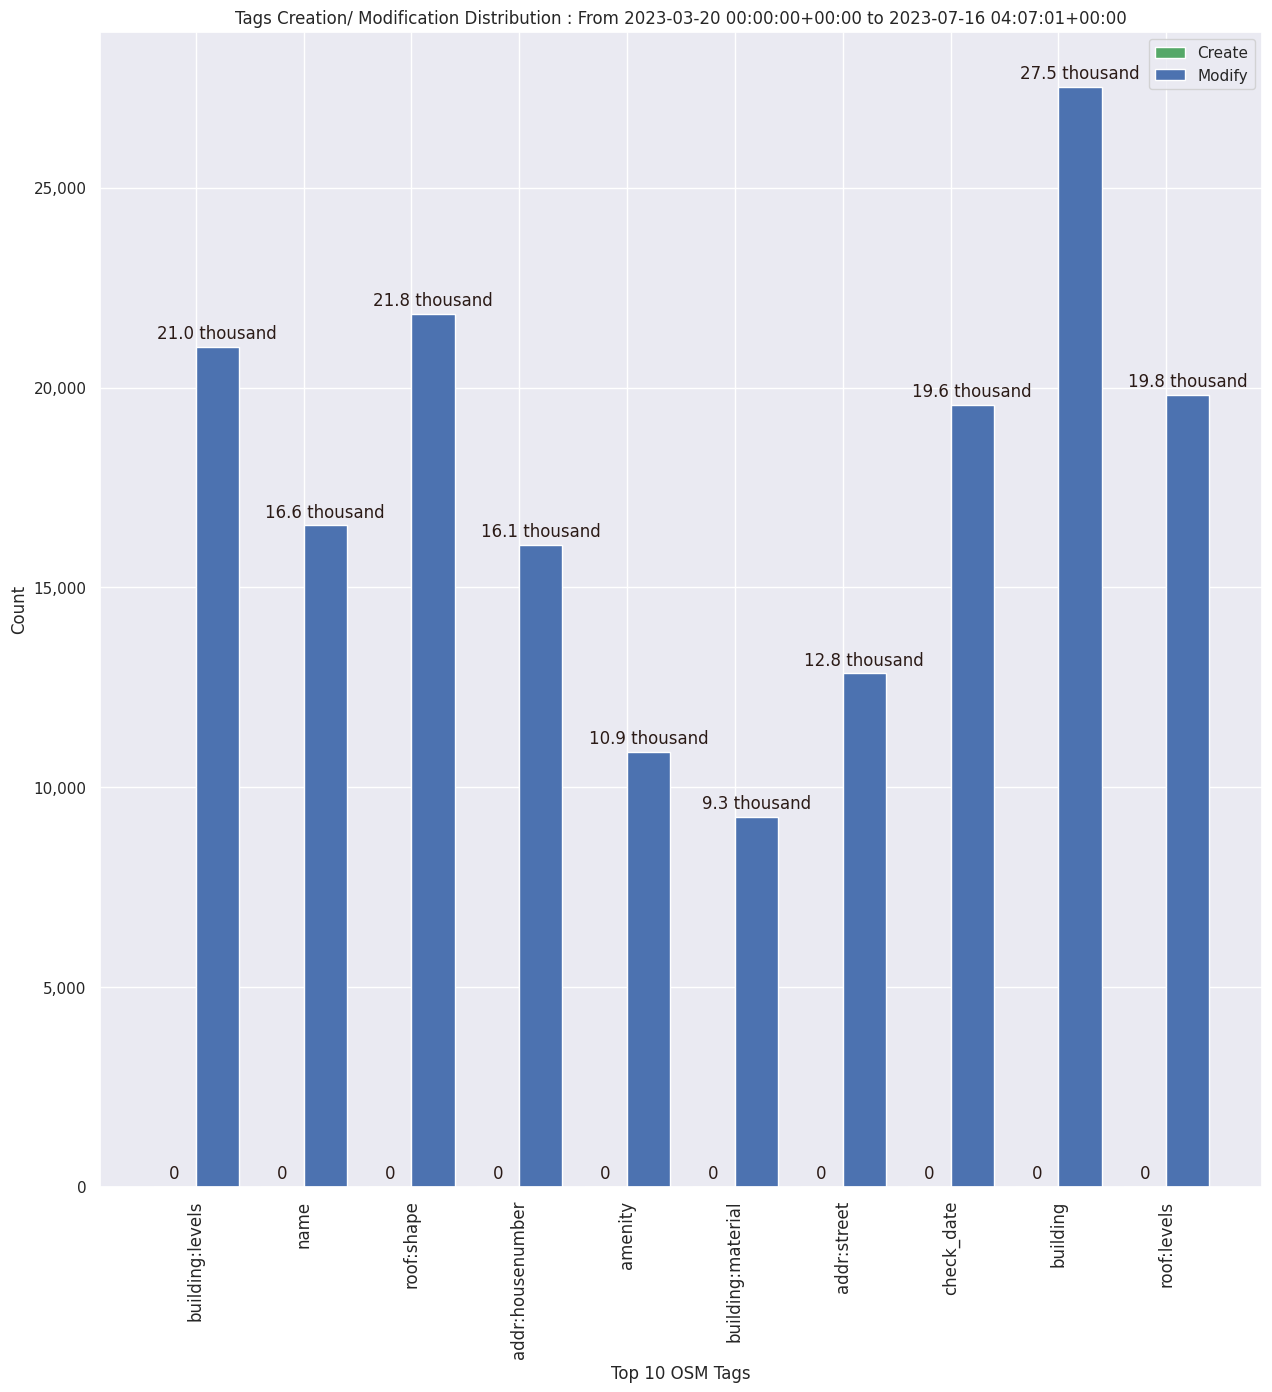 Tags Creation/ Modification Distribution : From 2023-03-20 00:00:00+00:00 to 2023-07-16 04:07:01+00:00
Create
Modify
27.5 thousand
25,000
21.8 thousand
21.0 thousand
20,000
19.8 thousand
19.6 thousand
16.6 thousand
16.1 thousand
15,000
Count
12.8 thousand
10.9 thousand
10,000
9.3 thousand
5,000
0
0 0 0 0 0 0 0 0 0 0
building:levels
name
roof:shape
addr:housenumber
amenity
building:material
addr:street
check_date
building
roof:levels
Top 10 OSM Tags